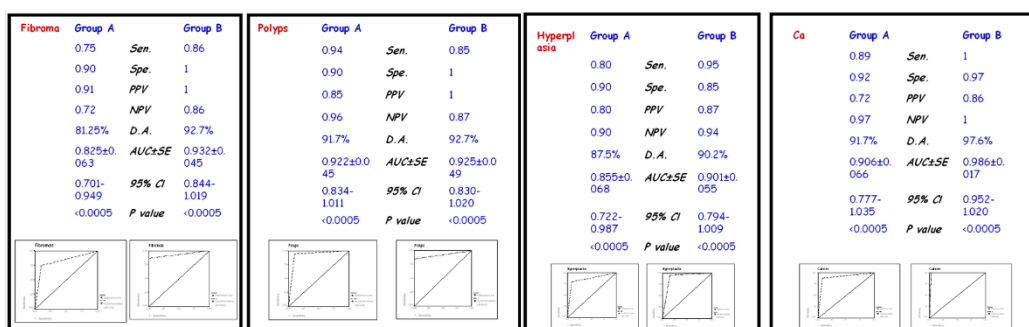 Fibroma Group A Group B
0.75 Sen. 0.86
0.90 Spe. 1
0.91 PPV 1
0.72 NPV 0.86
81.25% D.A. 92.7%
0.825±0. AUC±SE 0.932±0.
063 045
0.701- 95% CI 0.844-
0.949 1.019
<0.0005 P value <0.0005
Fibromas
Fibroma
Polyps Group A Group B
0.94 Sen. 0.85
0.90 Spe. 1
0.85 PPV 1
0.96 NPV 0.87
91.7% D.A. 92.7%
0.922±0.0 AUC±SE 0.925±0.0
45 49
0.834- 95% CI 0.830-
1.011 1.020
<0.0005 P value <0.0005
Polyps
Polyps
Hyperpl Group A Group B
asia
0.80 Sen. 0.95
0.90 Spe. 0.85
0.80 PPV 0.87
0.90 NPV 0.94
87.5% D.A. 90.2%
0.855±0. AUC±SE 0.901±0.
068 055
0.722- 95% CI 0.794-
0.987 1.009
<0.0005 P value <0.0005
Hyperplasia
Hyperplasia
Ca Group A Group B
0.89 Sen. 1
0.92 Spe. 0.97
0.72 PPV 0.86
0.97 NPV 1
91.7% D.A. 97.6%
0.906±0. AUC±SE 0.986±0.
066 017
0.777- 95% CI 0.952-
1.035 1.020
<0.0005 P value <0.0005
Cancer
Cancer